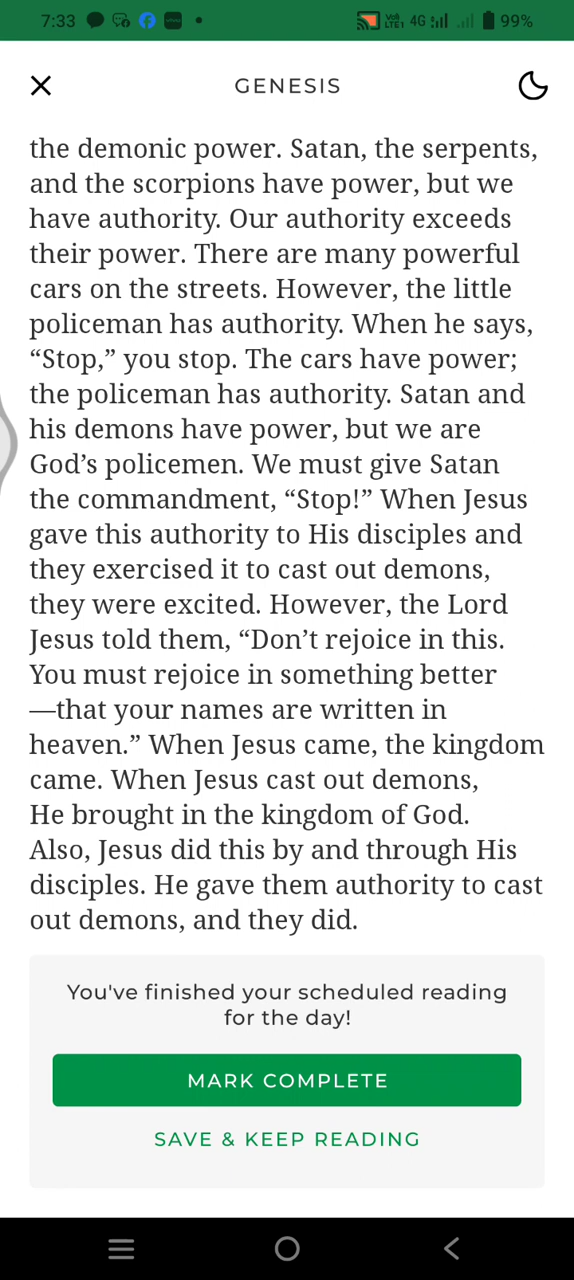 7:33
4G
99%
GENESIS
the demonic power. Satan, the serpents,
and the scorpions have power, but we
have authority. Our authority exceeds
their power. There are many powerful
cars on the streets. However, the little
policeman has authority. When he says,
“Stop,” you stop. The cars have power;
the policeman has authority. Satan and
his demons have power, but we are
God’s policemen. We must give Satan
the commandment, “Stop!” When Jesus
gave this authority to His disciples and
they exercised it to cast out demons,
they were excited. However, the Lord
Jesus told them, “Don’t rejoice in this.
You must rejoice in something better
—that your names are written in
heaven.” When Jesus came, the kingdom
came. When Jesus cast out demons,
He brought in the kingdom of God.
Also, Jesus did this by and through His
disciples. He gave them authority to cast
out demons, and they did.
You've finished your scheduled reading
for the day!
MARK COMPLETE
SAVE & KEEP READING